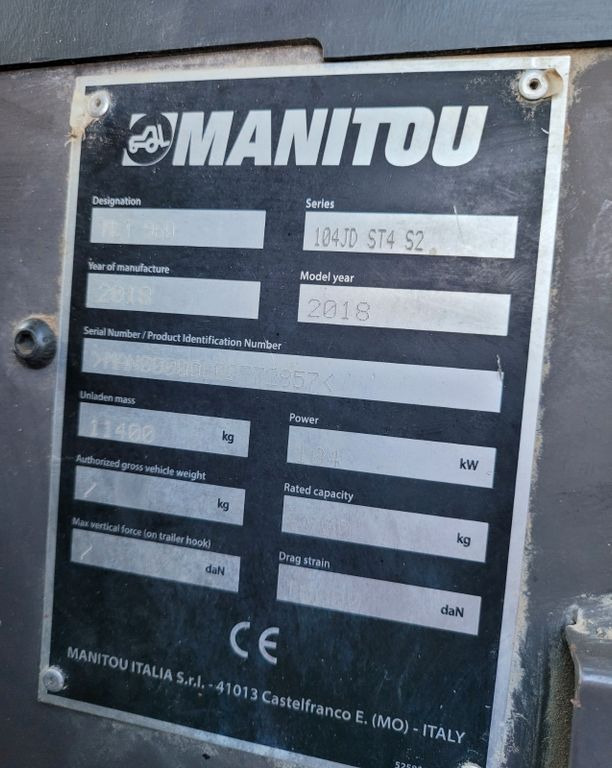 MANITOU
Designation
Series
104JD ST4 S2
Year of manufacture
Model year
2018
2018
Serial Number / Product Identification Number
Unladen mass
Power
11400 kg
kW
Authorized gross vehicle weight
Rated capacity
/ kg
kg
Max vertical force (on trailer hook)
Drag strain
/ daN
daN
CE
MANITOU ITALIA S.r.l. - 41013 Castelfranco E. (MO) - ITALY